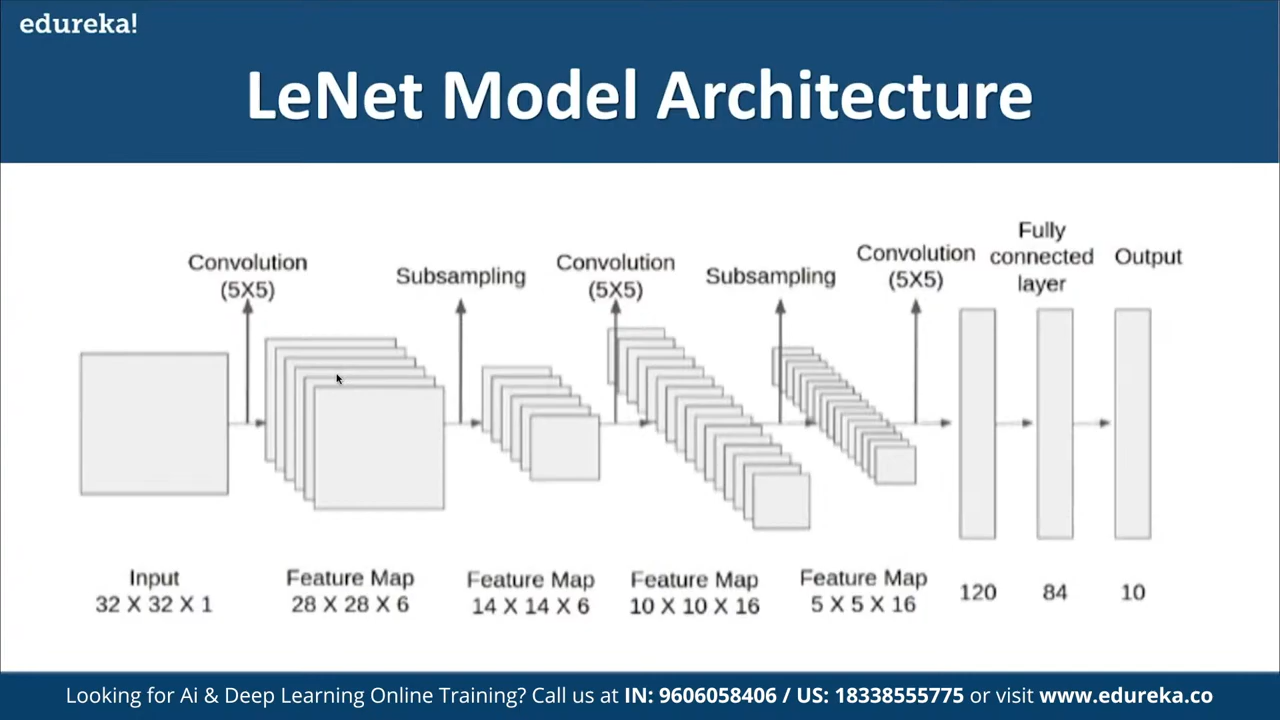 edureka!
LeNet Model Architecture
Convolution
(5X5)
Subsampling
Convolution
(5X5)
Subsampling
Convolution
(5X5)
Fully
connected
layer
Output
Input
32 X 32 X 1
Feature Map
28 X 28 X 6
Feature Map
14 X 14 X 6
Feature Map
10 X 10 X 16
Feature Map
5 X 5 X 16
120
84
10
Looking for Ai & Deep Learning Online Training? Call us at IN: 9606058406 / US: 18338555775 or visit www.edureka.co